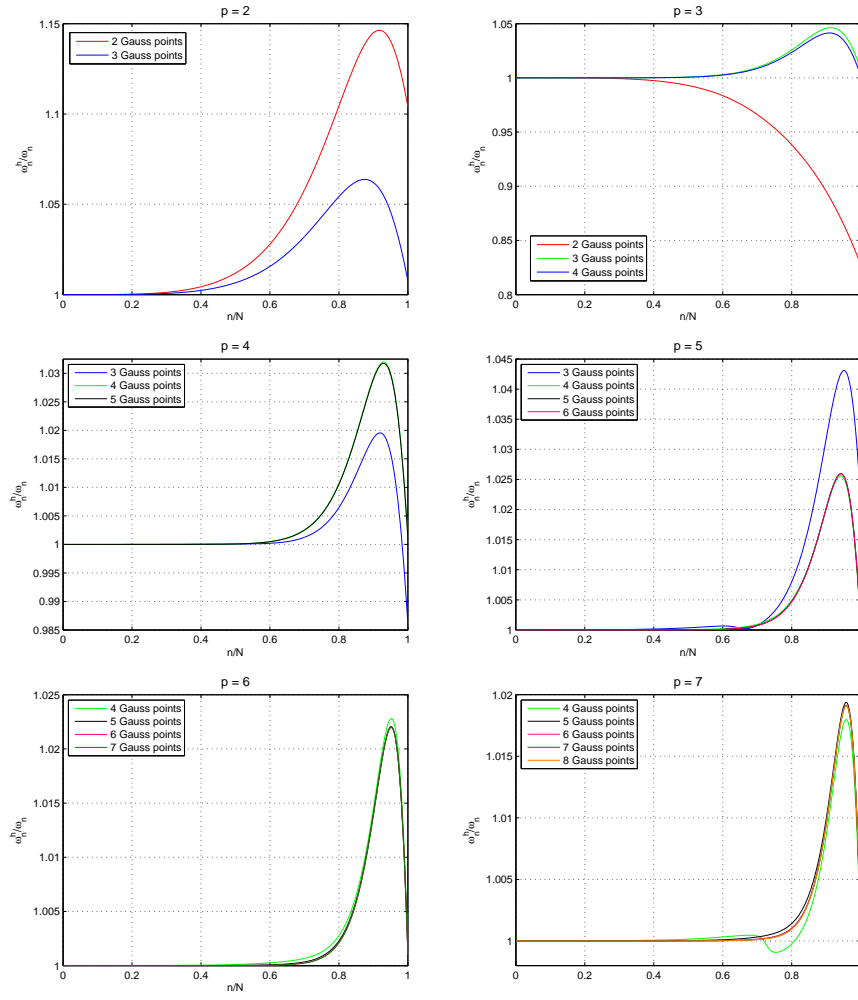 p = 2
1.15
1.1
1.05
1
2 Gauss points
3 Gauss points
ω_n^h/ω_n
0 0.2 0.4 0.6 0.8 1
n/N
p = 3
1.05
1
0.95
0.9
0.85
0.8
2 Gauss points
3 Gauss points
4 Gauss points
ω_n^h/ω_n
0 0.2 0.4 0.6 0.8
n/N
p = 4
1.03
1.025
1.02
1.015
1.01
1.005
1
0.995
0.99
0.985
3 Gauss points
4 Gauss points
5 Gauss points
ω_n^h/ω_n
0 0.2 0.4 0.6 0.8 1
n/N
p = 5
1.045
1.04
1.035
1.03
1.025
1.02
1.015
1.01
1.005
1
3 Gauss points
4 Gauss points
5 Gauss points
6 Gauss points
ω_n^h/ω_n
0 0.2 0.4 0.6 0.8
n/N
p = 6
1.025
1.02
1.015
1.01
1.005
1
4 Gauss points
5 Gauss points
6 Gauss points
7 Gauss points
ω_n^h/ω_n
0 0.2 0.4 0.6 0.8 1
n/N
p = 7
1.02
1.015
1.01
1.005
1
4 Gauss points
5 Gauss points
6 Gauss points
7 Gauss points
8 Gauss points
ω_n^h/ω_n
0 0.2 0.4 0.6 0.8
n/N